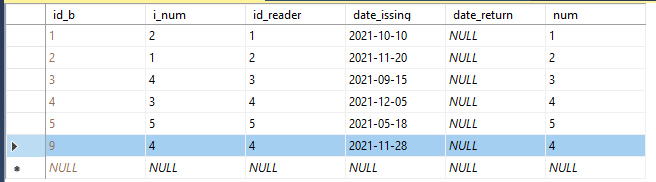 id_b i_num id_reader date_issing date_return num
1 2 1 2021-10-10 NULL 1
2 1 2 2021-11-20 NULL 2
3 4 3 2021-09-15 NULL 3
4 3 4 2021-12-05 NULL 4
5 5 5 2021-05-18 NULL 5
9 4 4 2021-11-28 NULL 4
NULL NULL NULL NULL NULL NULL